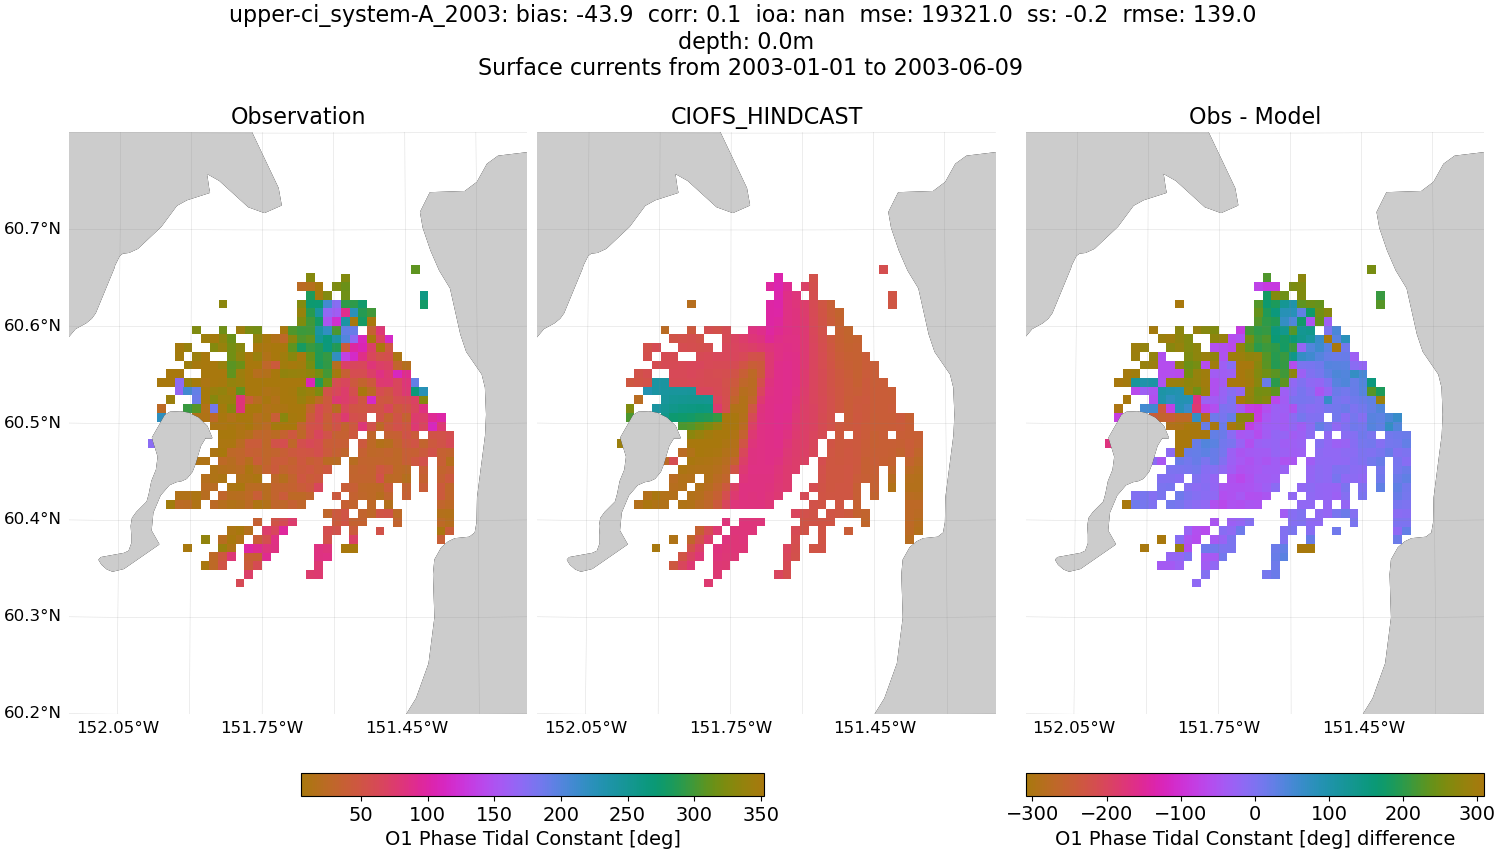 upper-ci_system-A_2003: bias: -43.9  corr: 0.1  ioa: nan  mse: 19321.0  ss: -0.2  rmse: 139.0
depth: 0.0m
Surface currents from 2003-01-01 to 2003-06-09
Observation
CIOFS_HINDCAST
Obs - Model
60.7°N
60.6°N
60.5°N
60.4°N
60.3°N
60.2°N
152.05°W 151.75°W 151.45°W
152.05°W 151.75°W 151.45°W
152.05°W 151.75°W 151.45°W
50 100 150 200 250 300 350
O1 Phase Tidal Constant [deg]
−300 −200 −100 0 100 200 300
O1 Phase Tidal Constant [deg] difference